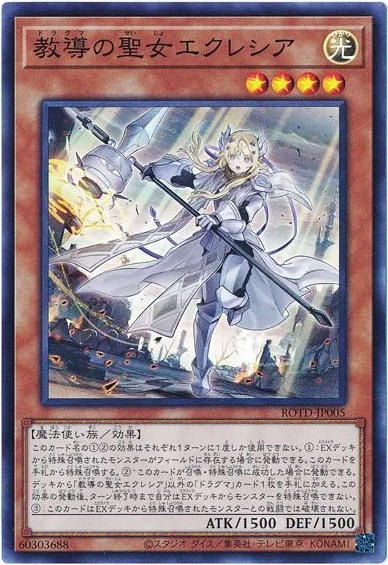 教導の聖女エクレシア
光
ROTD-JP005
【魔法使い族／効果】
このカード名の①②の効果はそれぞれ1ターンに1度しか使用できない。①：EXデッ
キから特殊召喚されたモンスターがフィールドに存在する場合に発動できる。このカードを
手札から特殊召喚する。②：このカードが召喚・特殊召喚に成功した場合に発動できる。
デッキから「教導の聖女エクレシア」以外の「ドラグマ」カード1枚を手札に加える。この
効果の発動後、ターン終了時まで自分はEXデッキからモンスターを特殊召喚できない。
③：このカードはEXデッキから特殊召喚されたモンスターとの戦闘では破壊されない。
ATK/1500 DEF/1500
60303688
©スタジオ・ダイス／集英社・テレビ東京・KONAMI